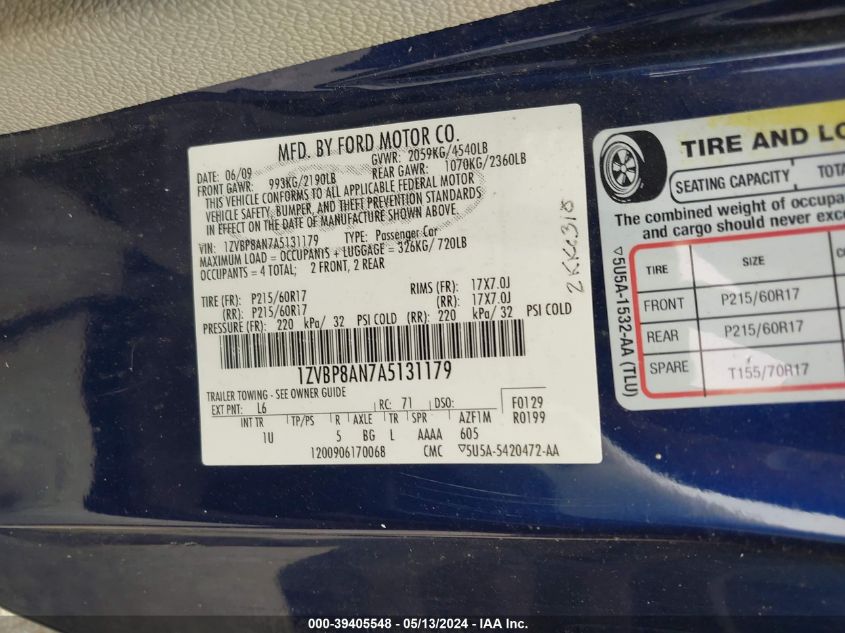 MFD. BY FORD MOTOR CO.
DATE: 06/09 GVWR: 2059KG/4540LB
FRONT GAWR: 993KG/2190LB REAR GAWR: 1070KG/2360LB
THIS VEHICLE CONFORMS TO ALL APPLICABLE FEDERAL MOTOR
VEHICLE SAFETY, BUMPER, AND THEFT PREVENTION STANDARDS
IN EFFECT ON THE DATE OF MANUFACTURE SHOWN ABOVE.
VIN: 1ZVBP8AN7A5131179 TYPE: Passenger Car
MAXIMUM LOAD = OCCUPANTS + LUGGAGE = 326KG/ 720LB
OCCUPANTS = 4 TOTAL; 2 FRONT, 2 REAR
TIRE (FR): P215/60R17 RIMS (FR): 17X7.0J
(RR): P215/60R17 (RR): 17X7.0J
PRESSURE (FR): 220 kPa/ 32 PSI COLD (RR): 220 kPa/ 32 PSI COLD
1ZVBP8AN7A5131179
TRAILER TOWING - SEE OWNER GUIDE
EXT PNT: L6 RC: 71 DSO: F0129
INT TR TP/PS R AXLE TR SPR AZF1M R0199
1U 5 BG L AAAA 605
1200906170068 CMC ▽5U5A-5420472-AA
TIRE AND LO
SEATING CAPACITY TOTA
The combined weight of occupa
and cargo should never exce
TIRE SIZE
FRONT P215/60R17
REAR P215/60R17
SPARE T155/70R17
▽5U5A-1532-AA (TLU)
000-39405548 - 05/13/2024 - IAAI.com